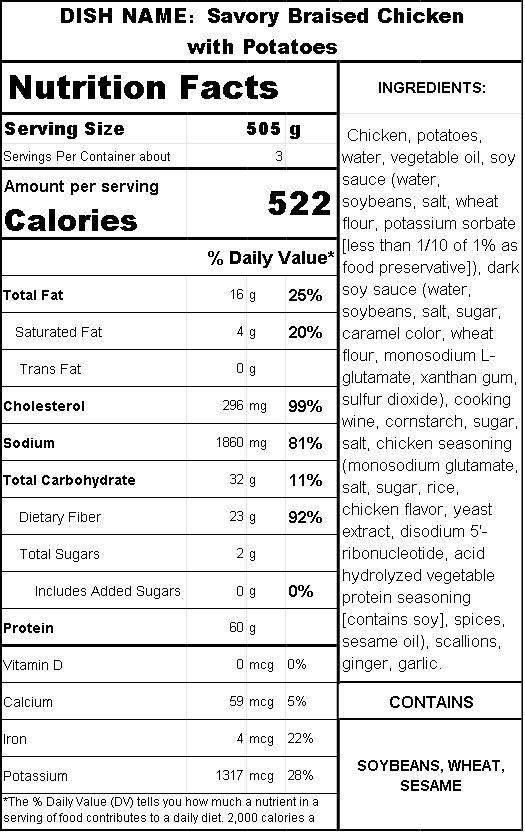 DISH NAME: Savory Braised Chicken
with Potatoes
Nutrition Facts
Serving Size 505 g
Servings Per Container about 3
Amount per serving
Calories 522
% Daily Value*
Total Fat 16 g 25%
Saturated Fat 4 g 20%
Trans Fat 0 g
Cholesterol 296 mg 99%
Sodium 1860 mg 81%
Total Carbohydrate 32 g 11%
Dietary Fiber 23 g 92%
Total Sugars 2 g
Includes Added Sugars 0 g 0%
Protein 60 g
Vitamin D 0 mcg 0%
Calcium 59 mcg 5%
Iron 4 mcg 22%
Potassium 1317 mcg 28%
*The % Daily Value (DV) tells you how much a nutrient in a
serving of food contributes to a daily diet. 2,000 calories a
INGREDIENTS:
Chicken, potatoes,
water, vegetable oil, soy
sauce (water,
soybeans, salt, wheat
flour, potassium sorbate
[less than 1/10 of 1% as
food preservative]), dark
soy sauce (water,
soybeans, salt, sugar,
caramel color, wheat
flour, monosodium L-
glutamate, xanthan gum,
sulfur dioxide), cooking
wine, cornstarch, sugar,
salt, chicken seasoning
(monosodium glutamate,
salt, sugar, rice,
chicken flavor, yeast
extract, disodium 5'-
ribonucleotide, acid
hydrolyzed vegetable
protein seasoning
[contains soy], spices,
sesame oil), scallions,
ginger, garlic.
CONTAINS
SOYBEANS, WHEAT,
SESAME